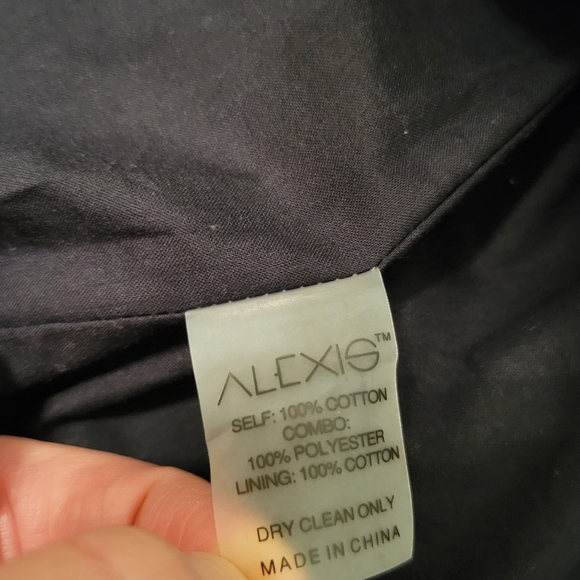 ALEXIS™
SELF: 100% COTTON
COMBO:
100% POLYESTER
LINING: 100% COTTON
DRY CLEAN ONLY
MADE IN CHINA